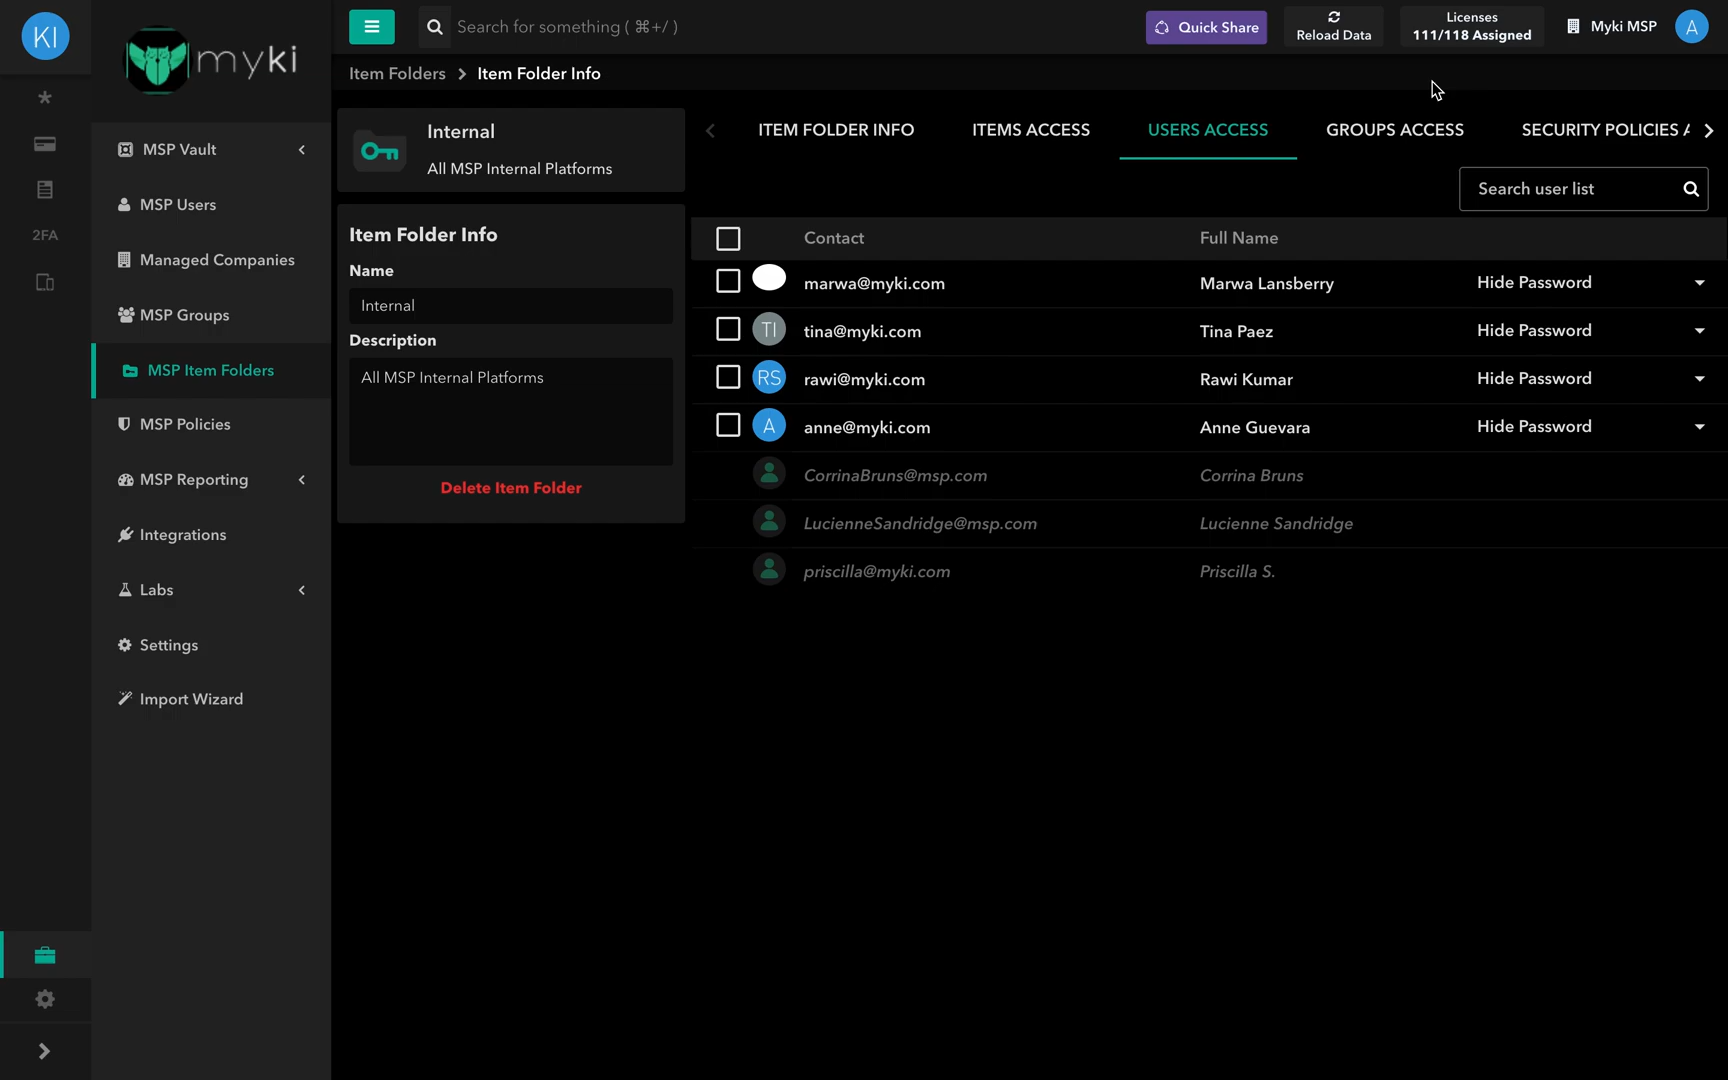 KI
myki
Search for something ( ⌘+/ )
Quick Share
Reload Data
Licenses
111/118 Assigned
Myki MSP
A
Item Folders > Item Folder Info
2FA
MSP Vault
MSP Users
Managed Companies
MSP Groups
MSP Item Folders
MSP Policies
MSP Reporting
Integrations
Labs
Settings
Import Wizard
Internal
All MSP Internal Platforms
Item Folder Info
Name
Internal
Description
All MSP Internal Platforms
Delete Item Folder
ITEM FOLDER INFO ITEMS ACCESS USERS ACCESS GROUPS ACCESS SECURITY POLICIES
Search user list
Contact Full Name
marwa@myki.com Marwa Lansberry Hide Password
TI tina@myki.com Tina Paez Hide Password
RS rawi@myki.com Rawi Kumar Hide Password
A anne@myki.com Anne Guevara Hide Password
CorrinaBruns@msp.com Corrina Bruns
LucienneSandridge@msp.com Lucienne Sandridge
priscilla@myki.com Priscilla S.